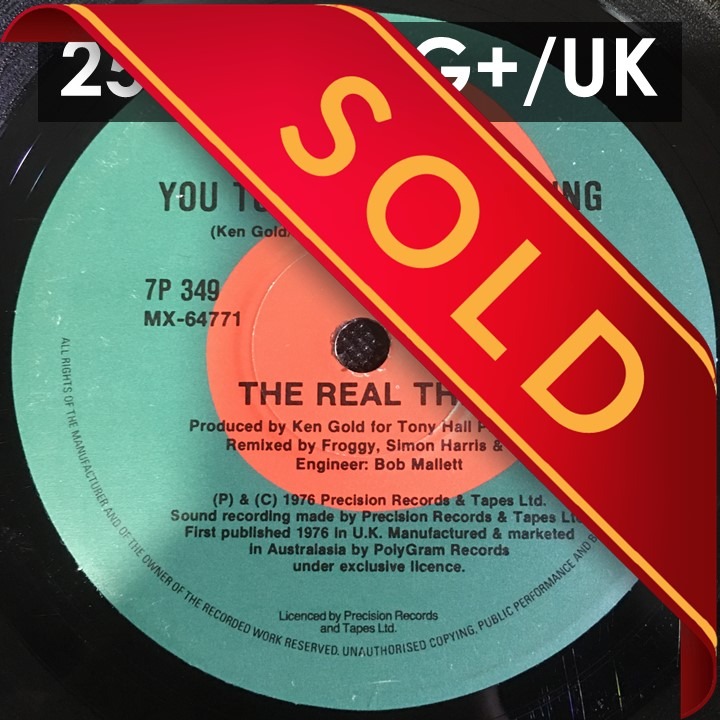 25 G+/UK
SOLD
YOU
(Ken Gold/
7P 349
MX-64771
THE REAL
Produced by Ken Gold for Tony Hall
Remixed by Froggy, Simon Harris &
Engineer: Bob Mallett
(P) & (C) 1976 Precision Records & Tapes Ltd.
Sound recording made by Precision Records & Tapes
First published 1976 in U.K. Manufactured & marketed
in Australasia by PolyGram Records
under exclusive licence.
Licenced by Precision Records
and Tapes Ltd.
ALL RIGHTS OF THE MANUFACTURER AND OF THE OWNER OF THE RECORDED WORK RESERVED. UNAUTHORISED COPYING, PUBLIC PERFORMANCE AND